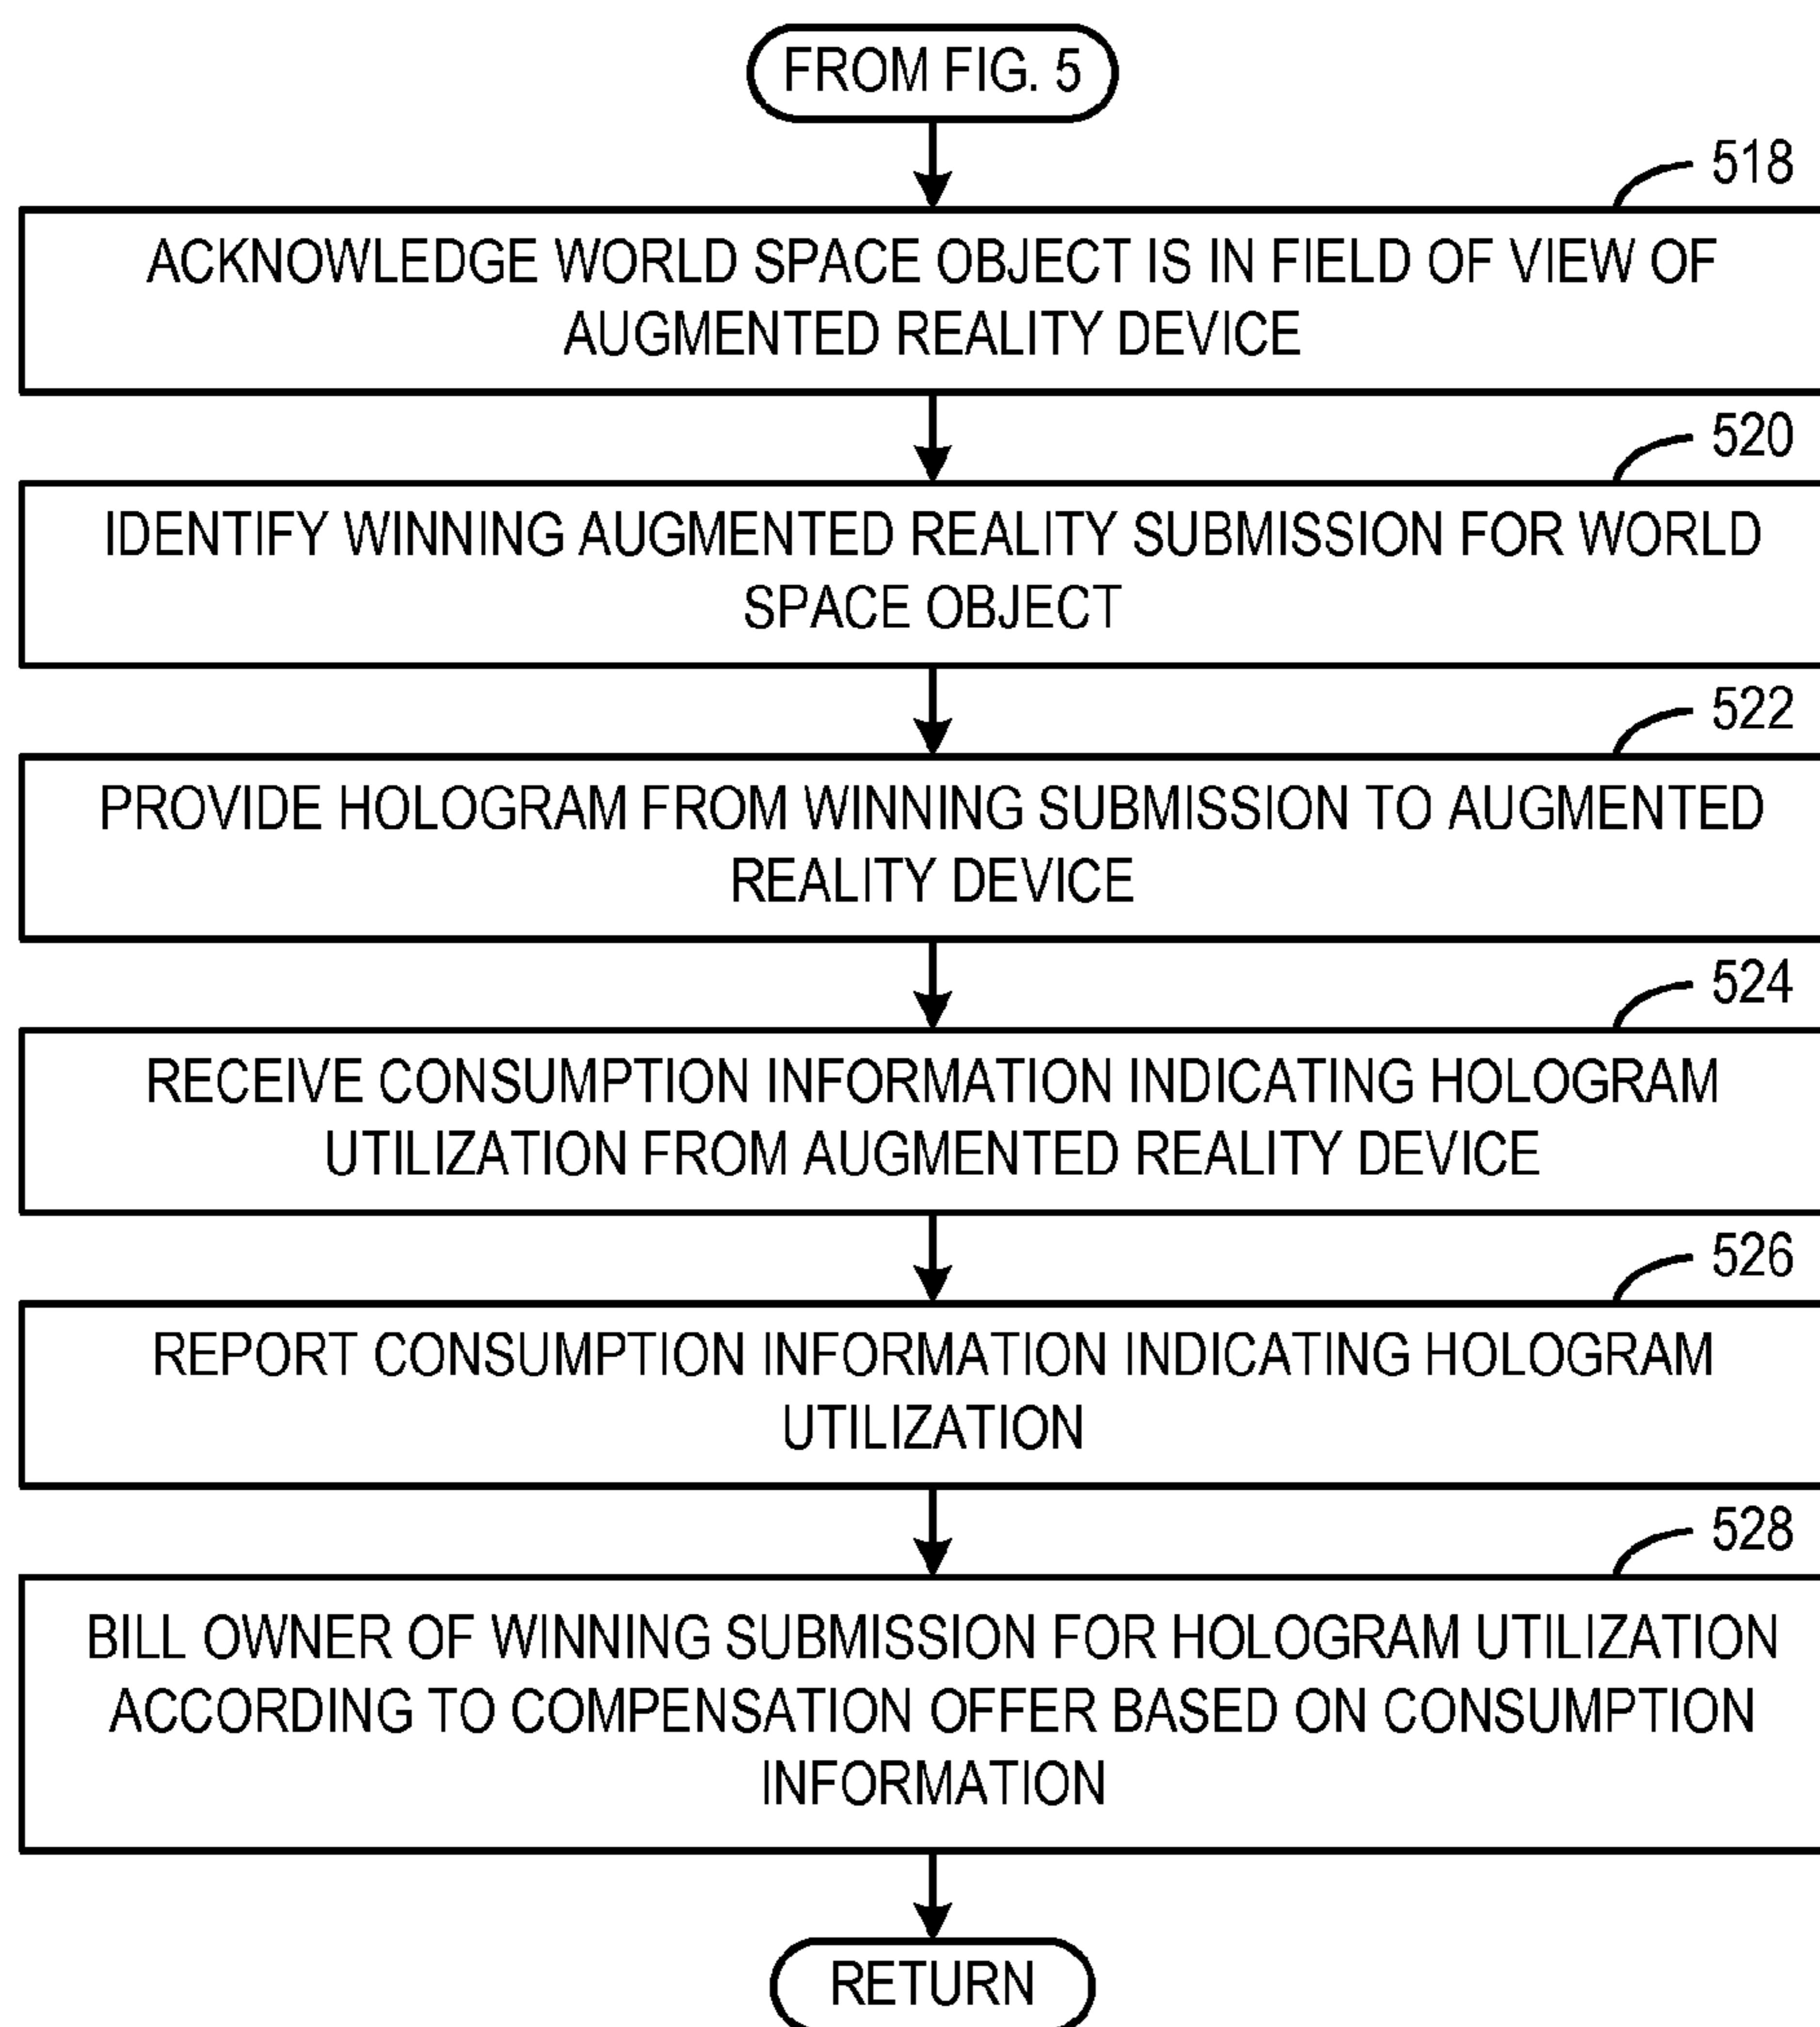 FROM FIG. 5
518
ACKNOWLEDGE WORLD SPACE OBJECT IS IN FIELD OF VIEW OF
AUGMENTED REALITY DEVICE
520
IDENTIFY WINNING AUGMENTED REALITY SUBMISSION FOR WORLD
SPACE OBJECT
522
PROVIDE HOLOGRAM FROM WINNING SUBMISSION TO AUGMENTED
REALITY DEVICE
524
RECEIVE CONSUMPTION INFORMATION INDICATING HOLOGRAM
UTILIZATION FROM AUGMENTED REALITY DEVICE
526
REPORT CONSUMPTION INFORMATION INDICATING HOLOGRAM
UTILIZATION
528
BILL OWNER OF WINNING SUBMISSION FOR HOLOGRAM UTILIZATION
ACCORDING TO COMPENSATION OFFER BASED ON CONSUMPTION
INFORMATION
RETURN